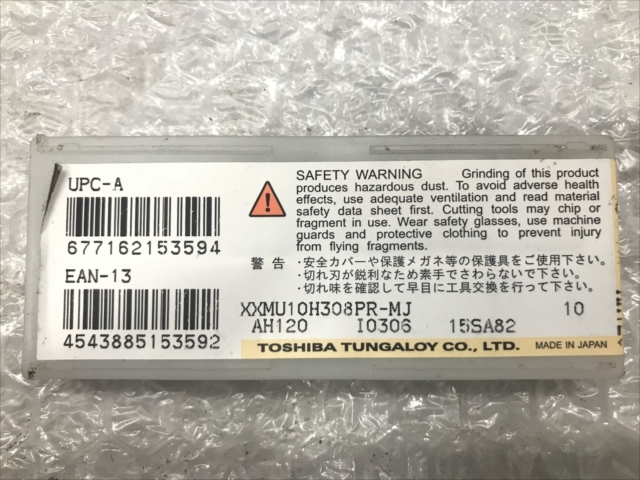 UPC-A
677162153594
EAN-13
4543885153592
SAFETY WARNING Grinding of this product
produces hazardous dust. To avoid adverse health
effects, use adequate ventilation and read material
safety data sheet first. Cutting tools may chip or
fragment in use. Wear safety glasses, use machine
guards and protective clothing to prevent injury
from flying fragments.
警告 ・安全カバーや保護メガネ等の保護具をご使用下さい。
・切れ刃が鋭利なため素手でさわらないで下さい。
・切れ味を確認して早目に工具交換を行って下さい。
XXMU10H308PR-MJ 10
AH120 I0306 15SA82
TOSHIBA TUNGALOY CO., LTD. MADE IN JAPAN